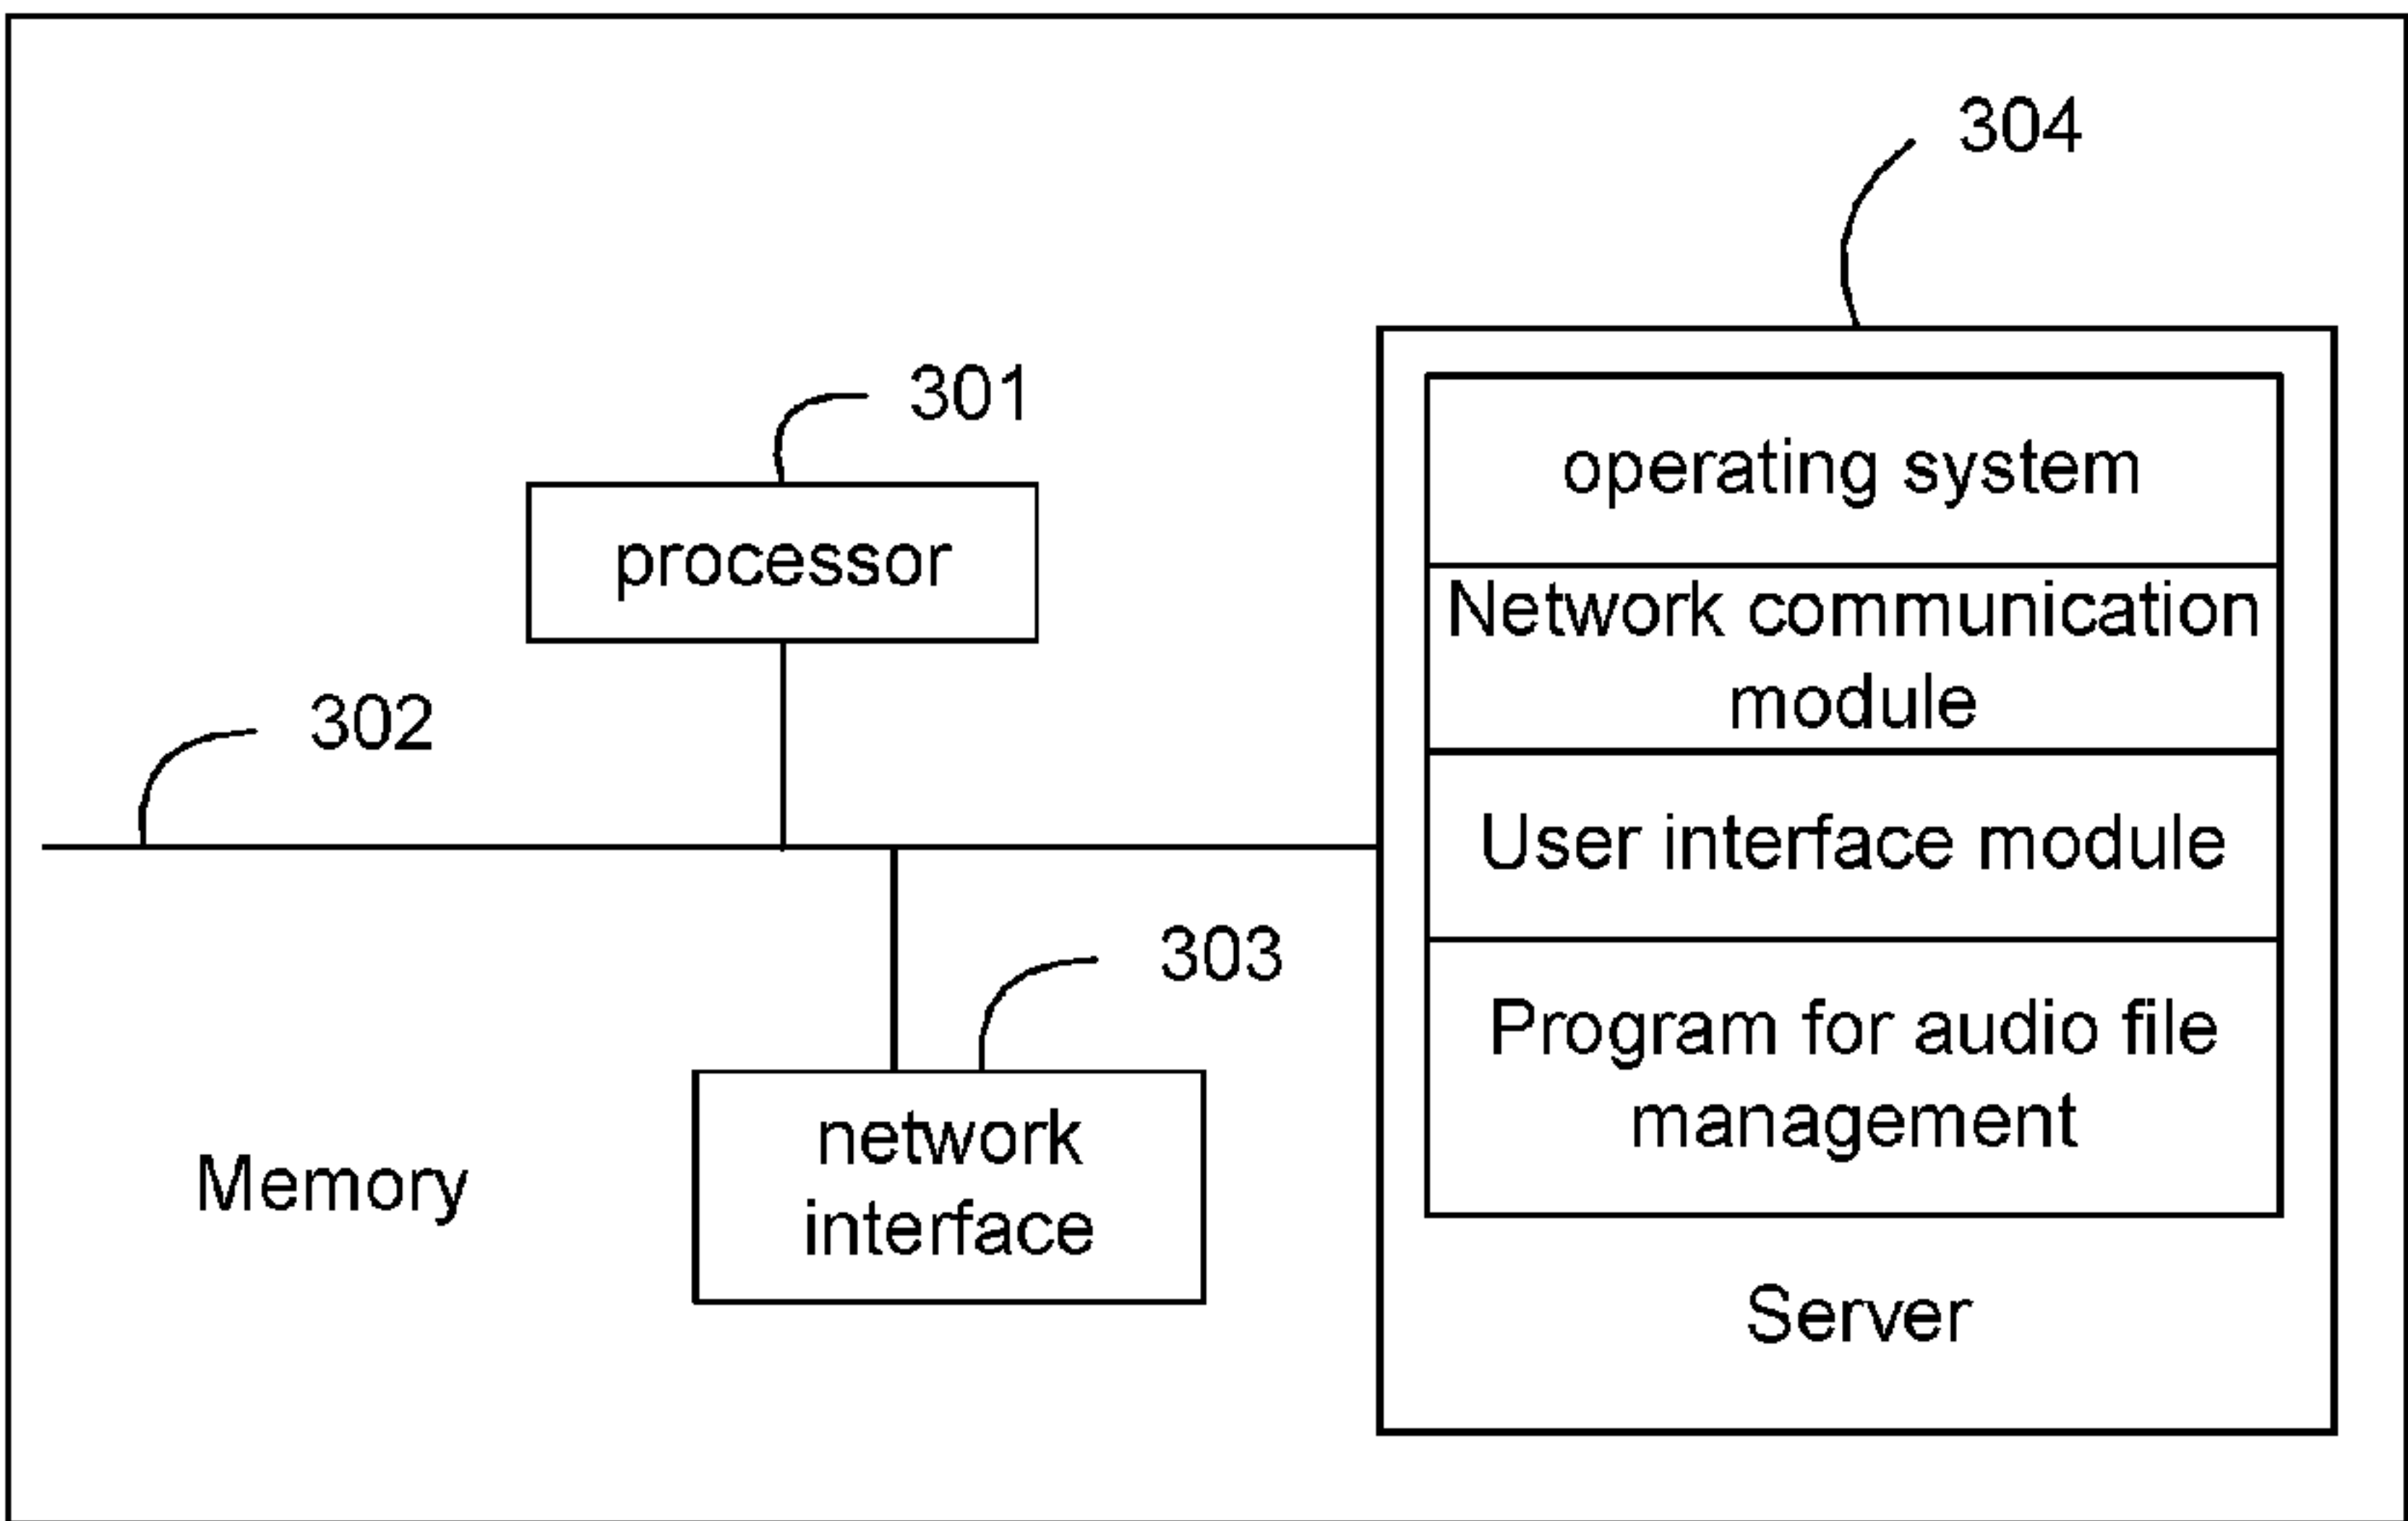 304
301
operating system
processor
Network communication
module
302
User interface module
303
Program for audio file
management
network
interface
Memory
Server